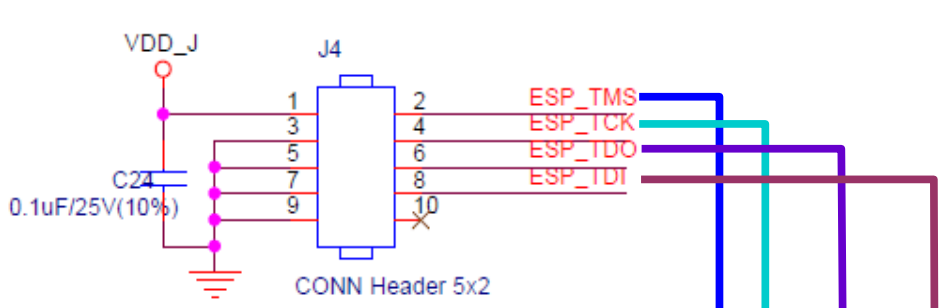 VDD_J
J4
1
2
ESP_TMS
3
4
ESP_TCK
5
6
ESP_TDO
7
8
ESP_TDI
C24
0.1uF/25V(10%)
9
10
CONN Header 5x2